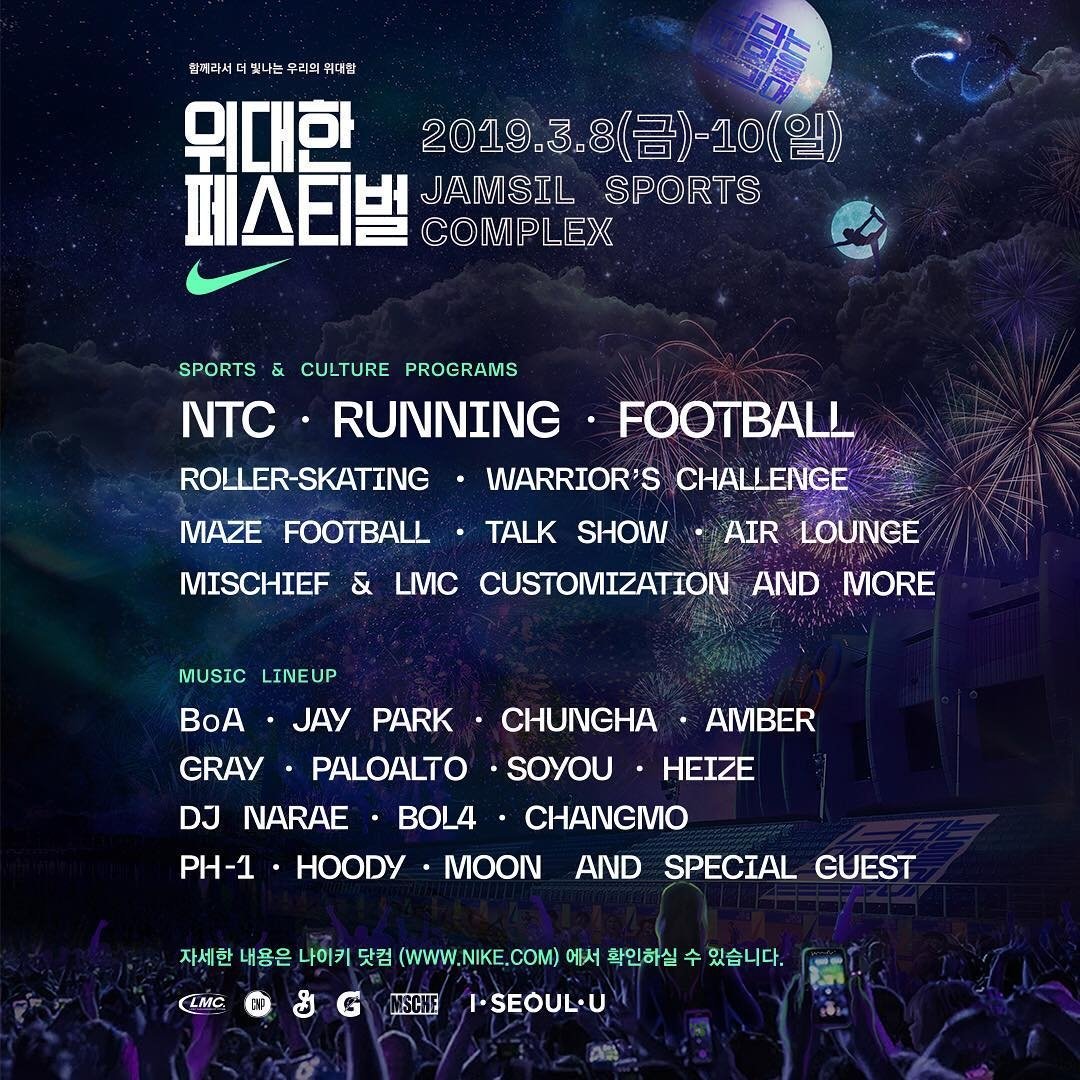 함께라서 더 빛나는 우리의 위대함
위대한
페스티벌
2019.3.8(금)-10(일)
JAMSIL SPORTS
COMPLEX
SPORTS & CULTURE PROGRAMS
NTC · RUNNING · FOOTBALL
ROLLER-SKATING · WARRIOR'S CHALLENGE
MAZE FOOTBALL · TALK SHOW · AIR LOUNGE
MISCHIEF & LMC CUSTOMIZATION AND MORE
MUSIC LINEUP
BoA · JAY PARK · CHUNGHA · AMBER
GRAY · PALOALTO · SOYOU · HEIZE
DJ NARAE · BOL4 · CHANGMO
PH-1 · HOODY · MOON AND SPECIAL GUEST
자세한 내용은 나이키 닷컴 (WWW.NIKE.COM) 에서 확인하실 수 있습니다.
LMC. CNP G MSCHF I·SEOUL·U